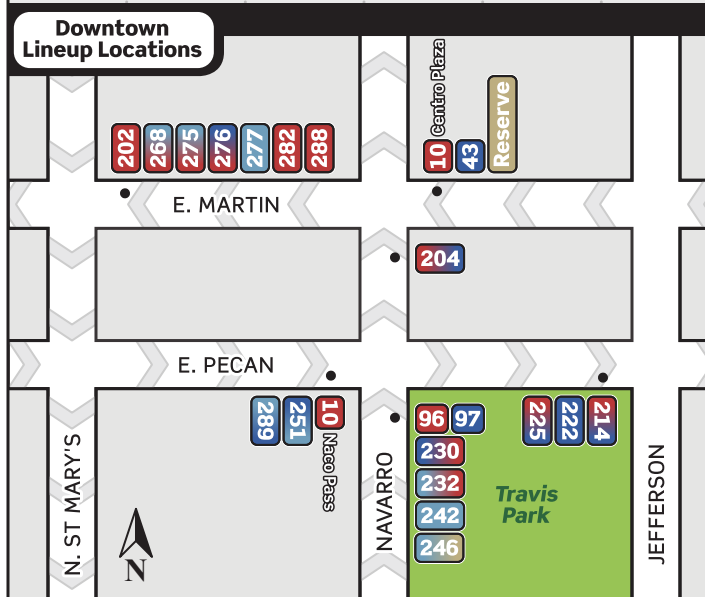 Downtown
Lineup Locations
202
268
275
276
277
282
288
10
Centro Plaza
43
Reserve
E. MARTIN
204
E. PECAN
289
251
10
Naco Pass
96
97
230
232
242
246
225
222
214
Travis
Park
N. ST MARY'S
NAVARRO
JEFFERSON
N